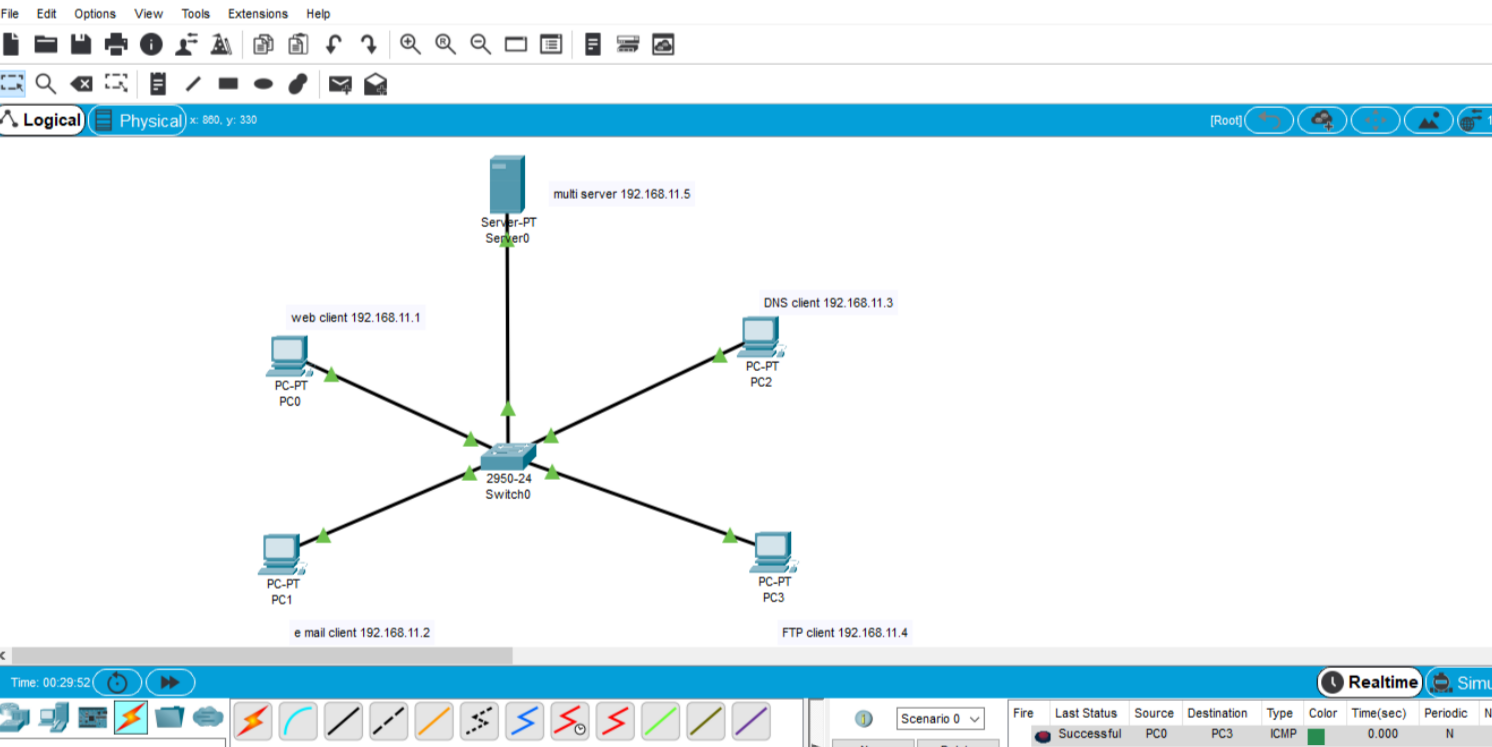 File Edit Options View Tools Extensions Help
Logical Physical x: 860, y: 330 [Root]
multi server 192.168.11.5
Server-PT
Server0
DNS client 192.168.11.3
web client 192.168.11.1
PC-PT
PC2
PC-PT
PC0
2950-24
Switch0
PC-PT
PC1
PC-PT
PC3
e mail client 192.168.11.2
FTP client 192.168.11.4
Time: 00:29:52 Realtime Simu
Scenario 0
Fire Last Status Source Destination Type Color Time(sec) Periodic N
Successful PC0 PC3 ICMP 0.000 N